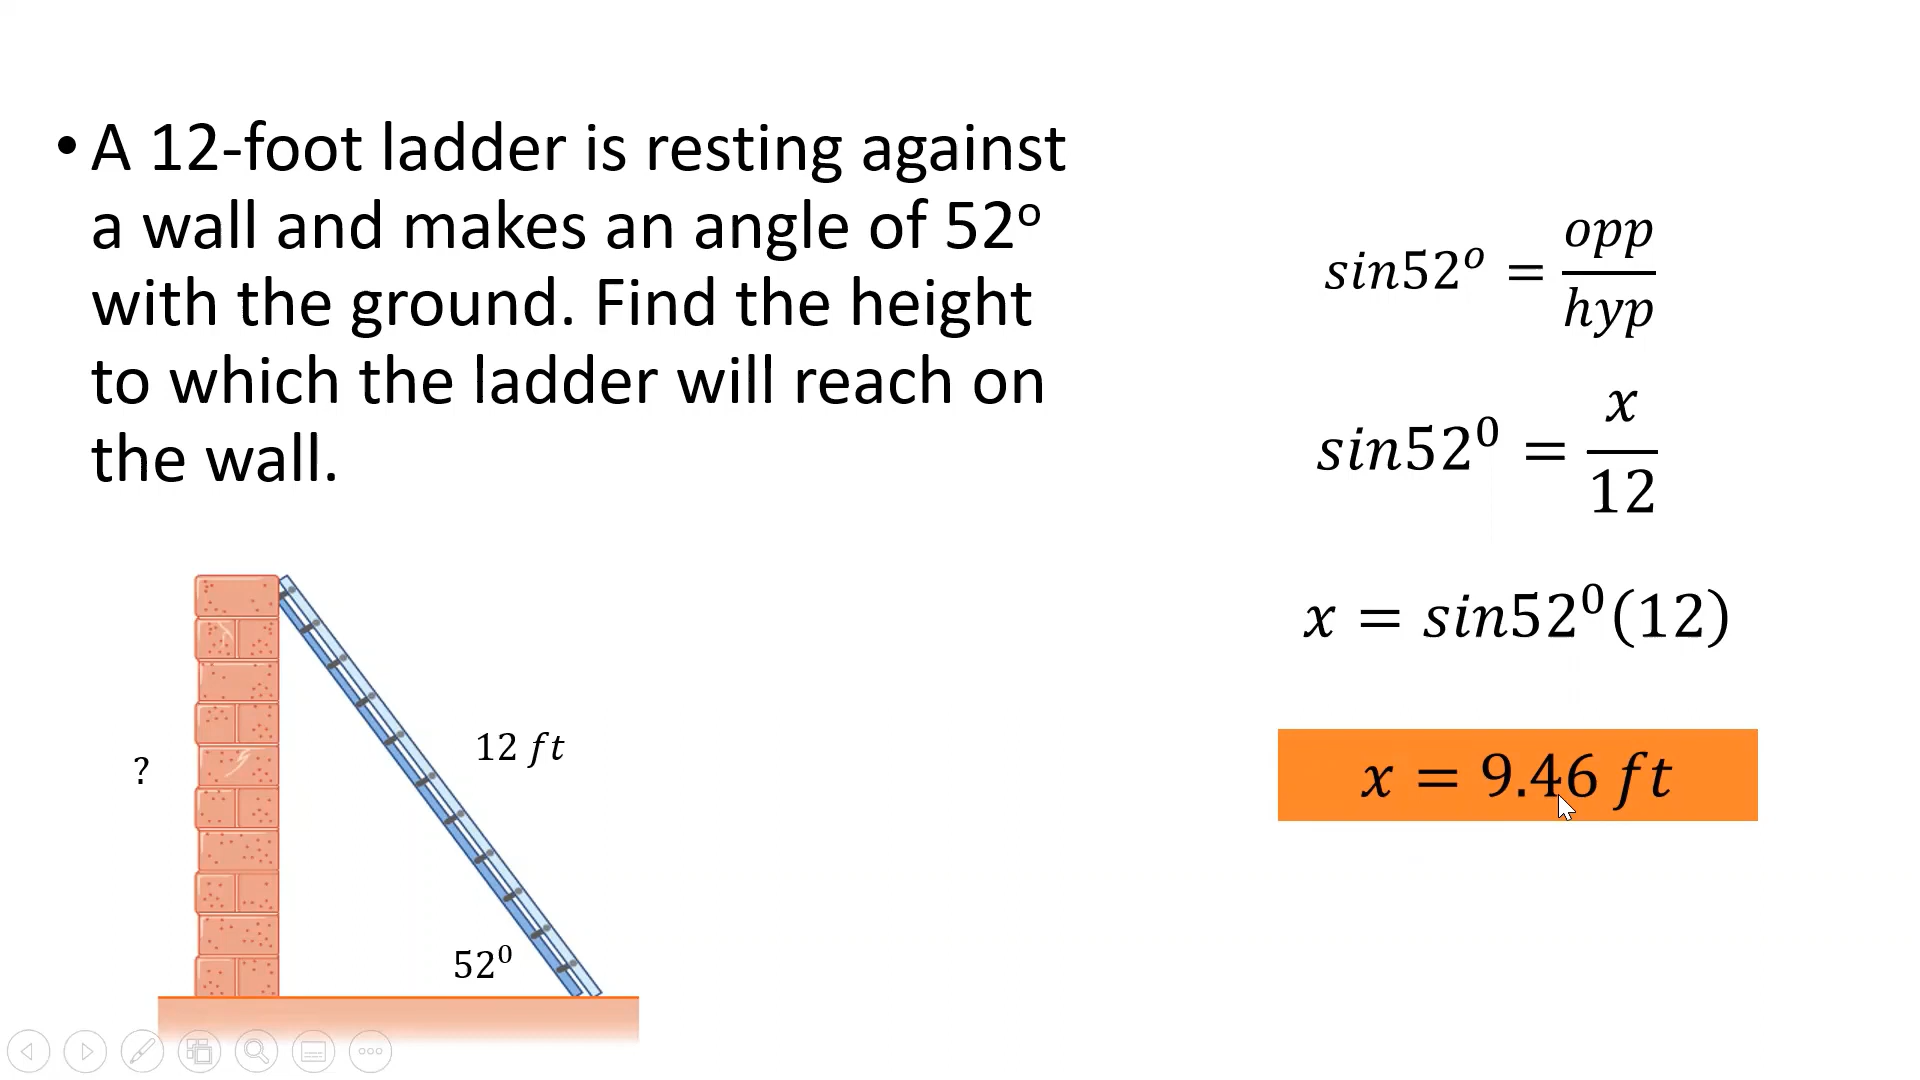 • A 12-foot ladder is resting against
a wall and makes an angle of 52º
with the ground. Find the height
to which the ladder will reach on
the wall.
sin52º = opp/hyp
sin52⁰ = x/12
x = sin52⁰(12)
x = 9.46 ft
?
12 ft
52⁰